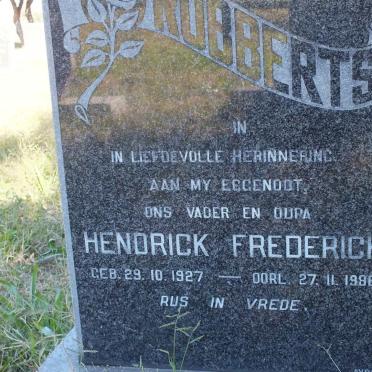 ROBBERTS
IN
IN LIEFDEVOLLE HERINNERING
AAN MY EGGENOOT,
ONS VADER EN OUPA
HENDRICK FREDERICK
GEB. 29. 10. 1927 — OORL. 27. 11. 1986
RUS IN VREDE.